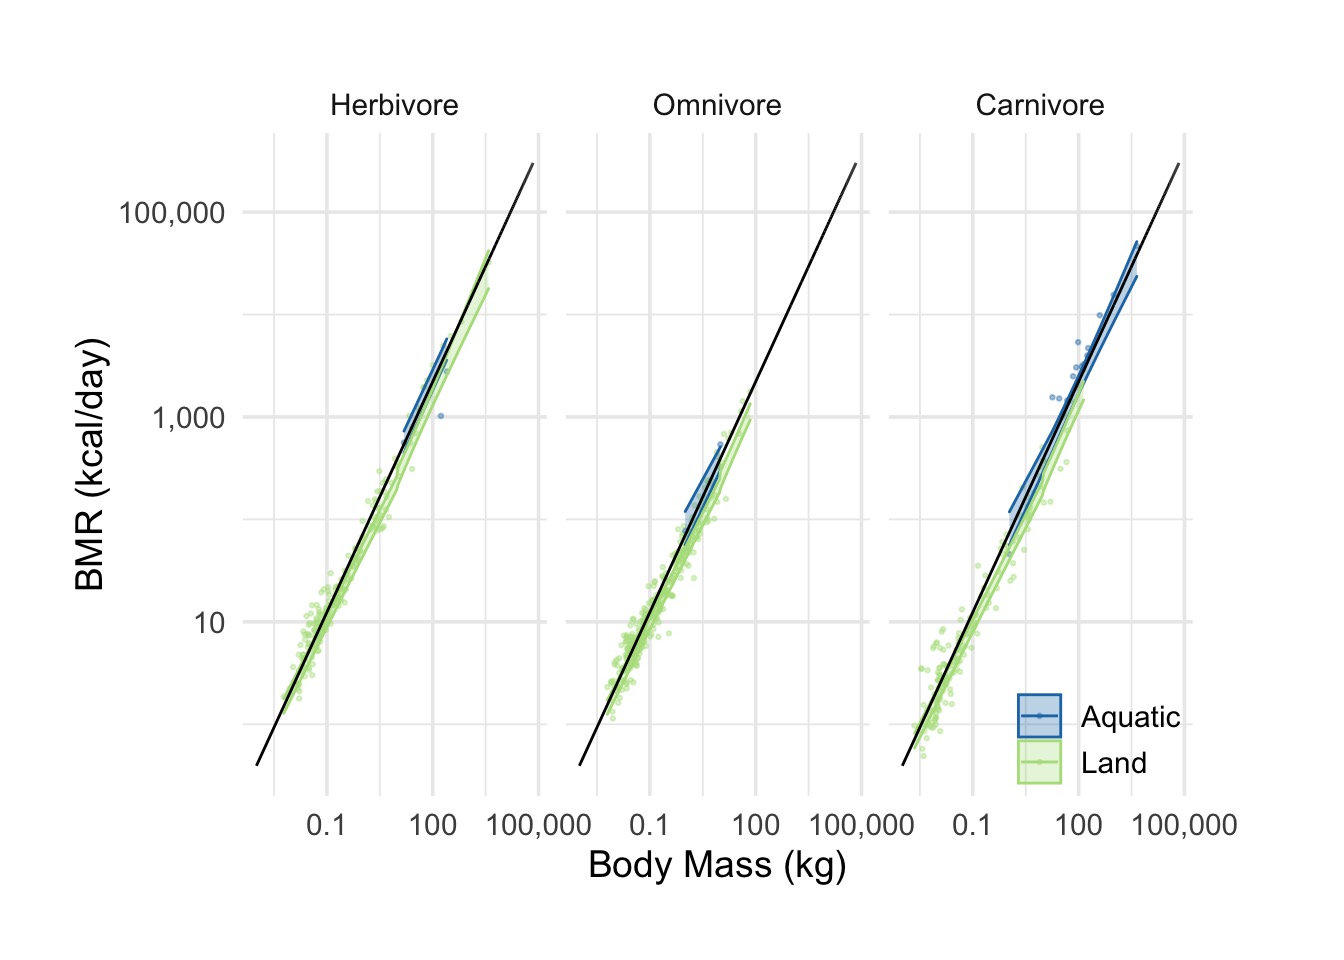 Herbivore Omnivore Carnivore
100,000
1,000
10
BMR (kcal/day)
Aquatic
Land
0.1 100 100,000 0.1 100 100,000 0.1 100 100,000
Body Mass (kg)